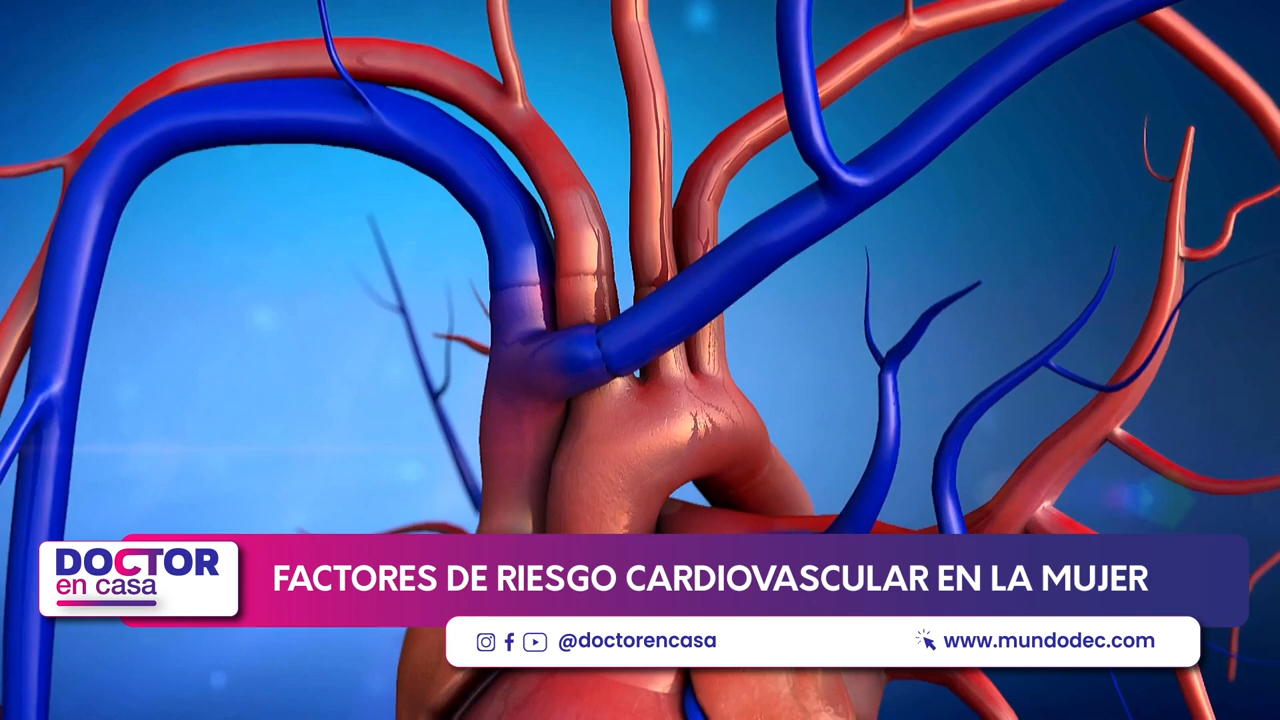 DOCTOR
en casa
FACTORES DE RIESGO CARDIOVASCULAR EN LA MUJER
@doctorencasa
www.mundodec.com